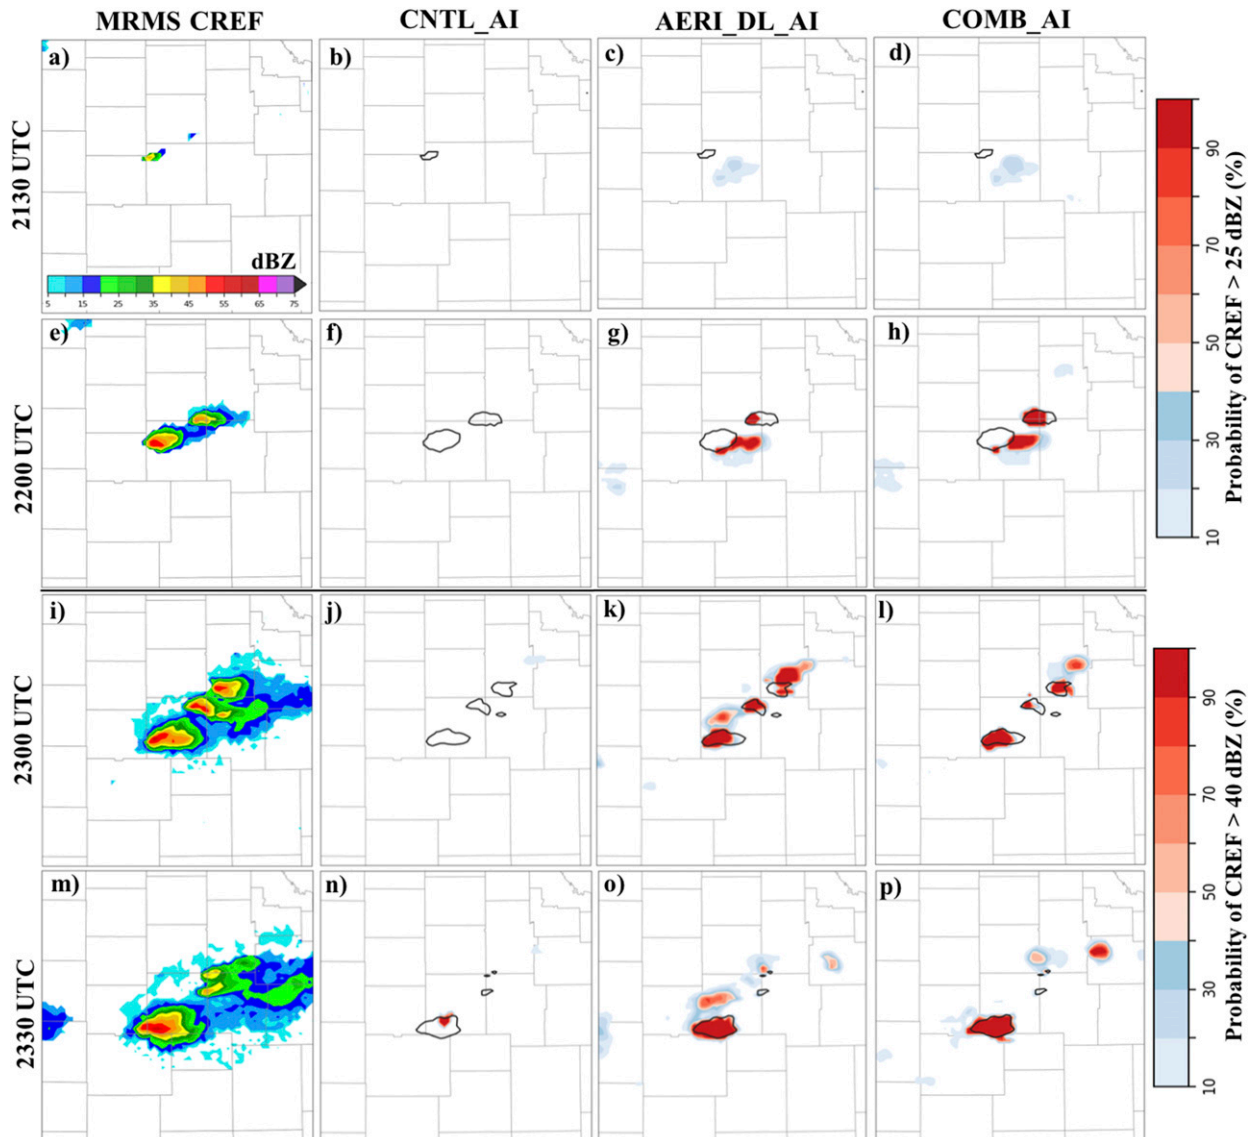 MRMS CREF CNTL_AI AERI_DL_AI COMB_AI
a) b) c) d)
2130 UTC
dBZ
5 15 25 35 45 55 65 75
90
70
50
30
10
Probability of CREF > 25 dBZ (%)
e) f) g) h)
2200 UTC
i) j) k) l)
2300 UTC
90
70
50
30
10
Probability of CREF > 40 dBZ (%)
m) n) o) p)
2330 UTC